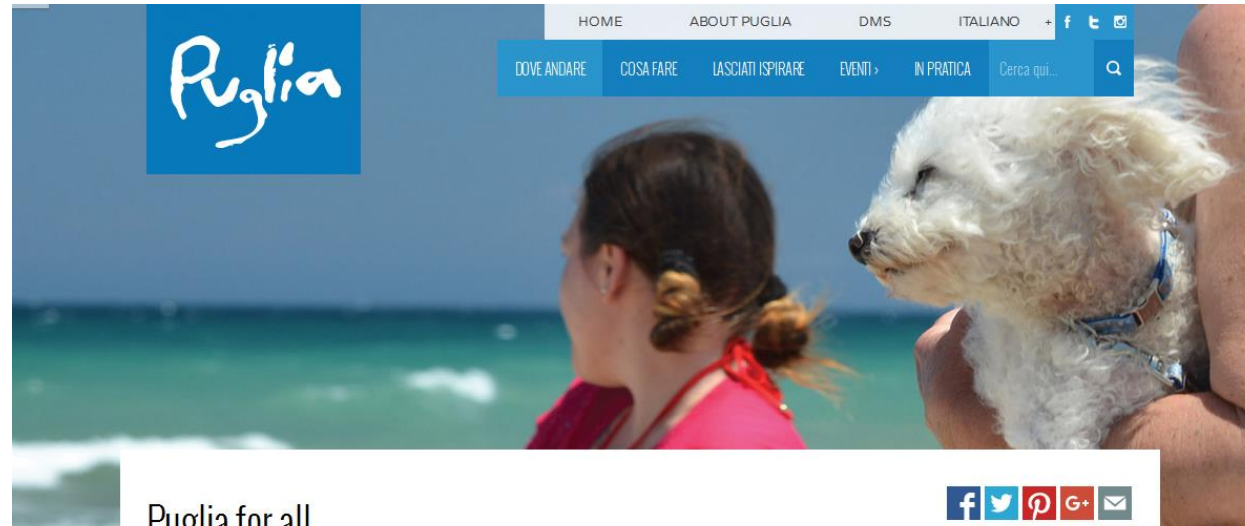 HOME ABOUT PUGLIA DMS ITALIANO +
Puglia
DOVE ANDARE COSA FARE LASCIATI ISPIRARE EVENTI › IN PRATICA Cerca qui...
Puglia for all
G+